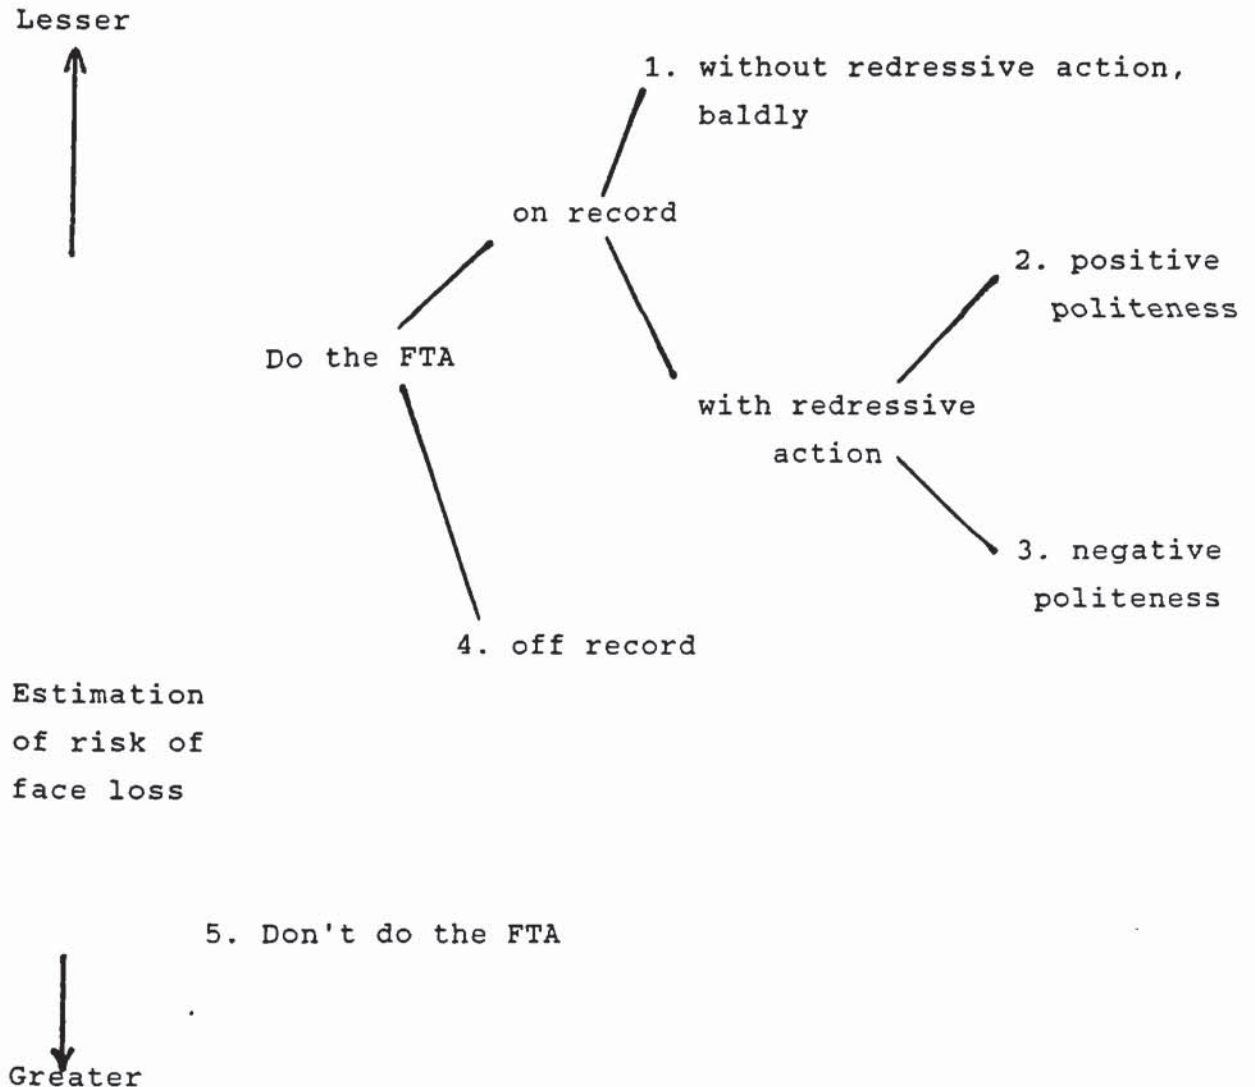 Lesser
1. without redressive action,
baldly
on record
2. positive
politeness
Do the FTA
with redressive
action
3. negative
politeness
4. off record
Estimation
of risk of
face loss
5. Don't do the FTA
Greater